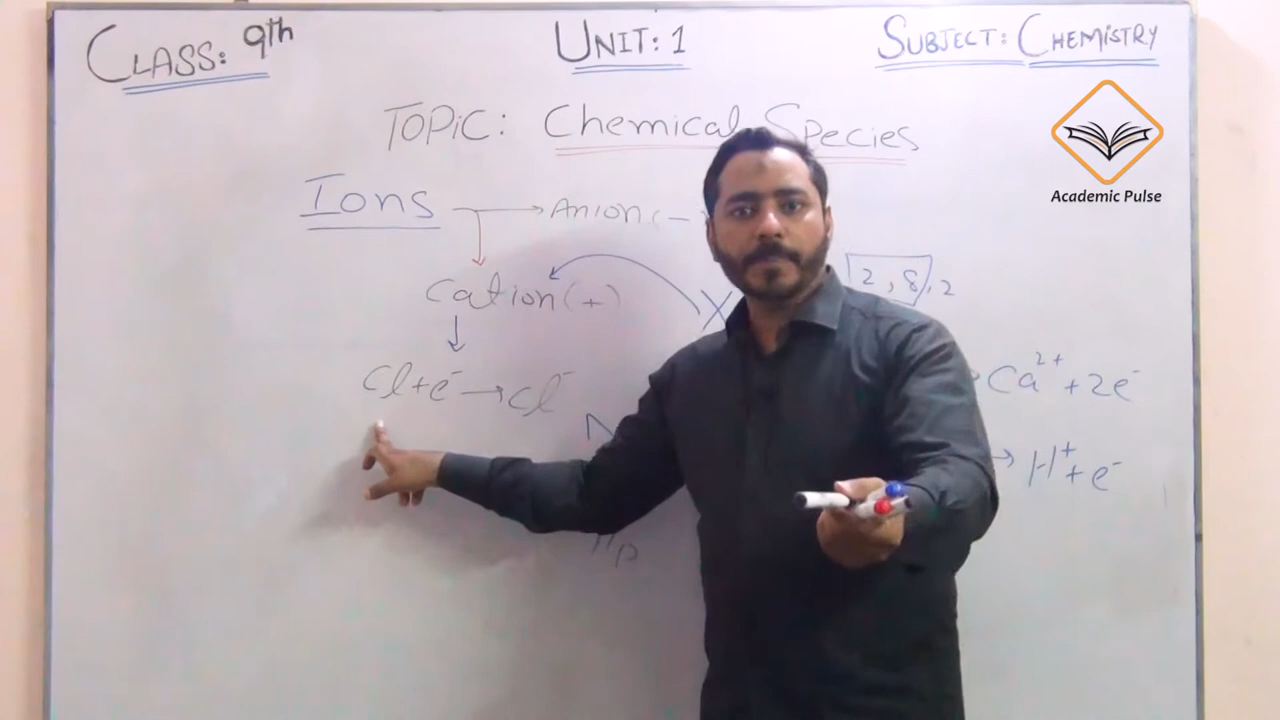 CLASS: 9th
UNIT: 1
SUBJECT: CHEMISTRY
TOPIC: Chemical Species
Academic Pulse
Ions → Anion (-
Cation (+)
X
2, 8, 2
Cl + e⁻ → Cl⁻
Ca²⁺ + 2e⁻
N
→ H⁺ + e⁻